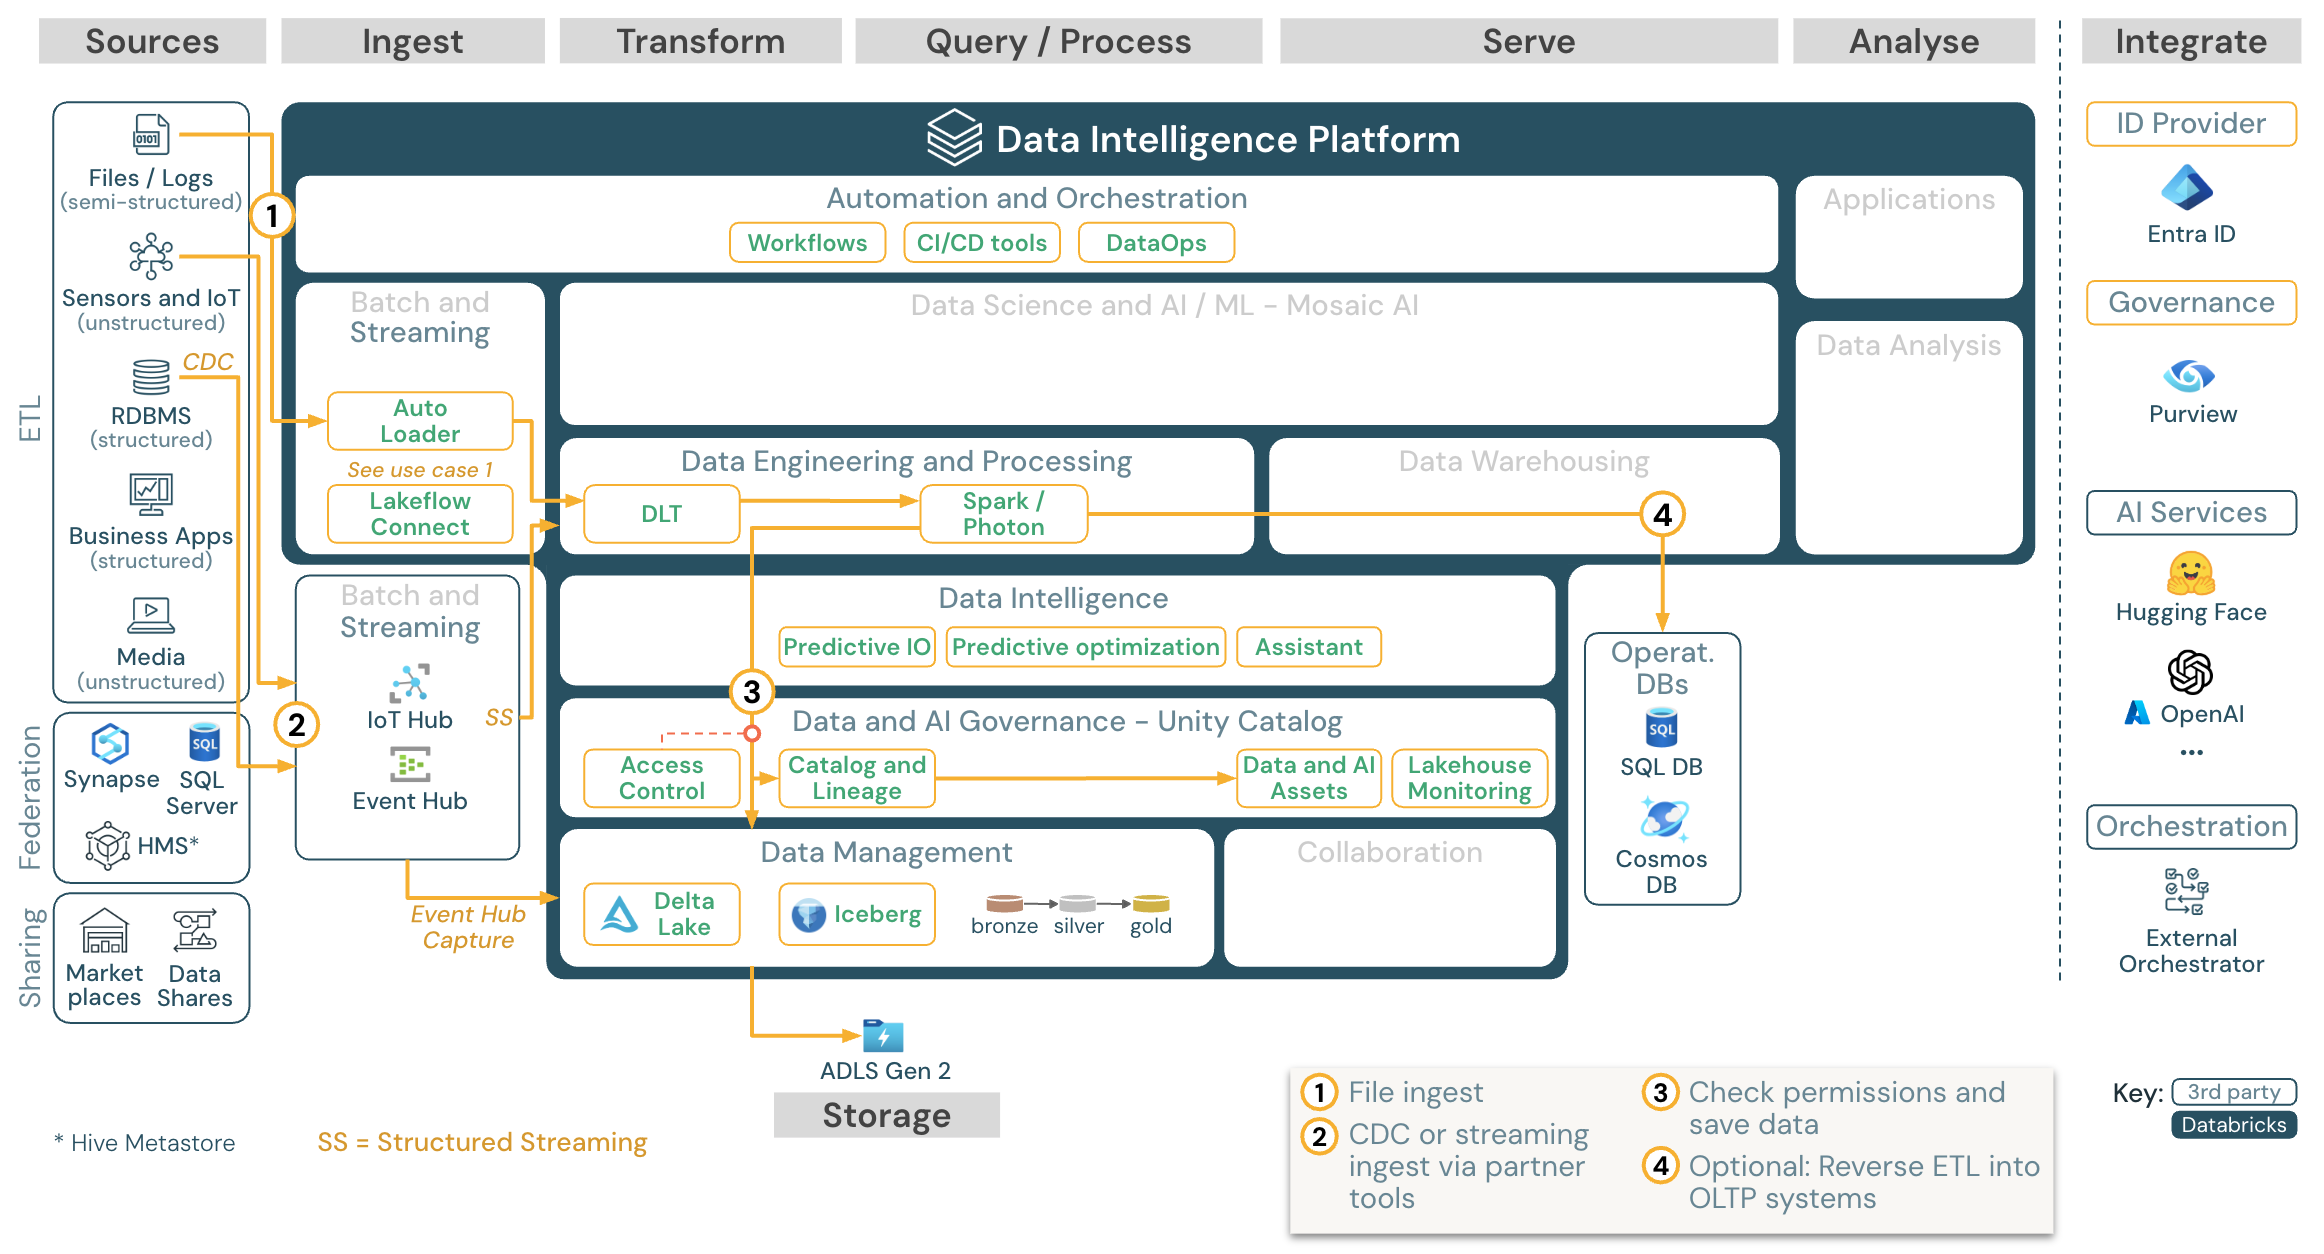 Sources
Ingest
Transform
Query / Process
Serve
Analyse
Integrate
ETL
0101
Files / Logs
(semi-structured)
Sensors and IoT
(unstructured)
CDC
RDBMS
(structured)
Business Apps
(structured)
Media
(unstructured)
Federation
Synapse
SQL
SQL
Server
HMS*
Sharing
Market
places
Data
Shares
1
2
Data Intelligence Platform
Automation and Orchestration
Workflows
CI/CD tools
DataOps
Applications
Batch and
Streaming
Auto
Loader
See use case 1
Lakeflow
Connect
Data Science and AI / ML - Mosaic AI
Data Analysis
Data Engineering and Processing
DLT
Spark /
Photon
Data Warehousing
4
Batch and
Streaming
IoT Hub
SS
Event Hub
Event Hub
Capture
Data Intelligence
Predictive IO
Predictive optimization
Assistant
3
Data and AI Governance - Unity Catalog
Access
Control
Catalog and
Lineage
Data and AI
Assets
Lakehouse
Monitoring
Data Management
Delta
Lake
Iceberg
bronze
silver
gold
Collaboration
Operat.
DBs
SQL
SQL DB
Cosmos
DB
ADLS Gen 2
Storage
ID Provider
Entra ID
Governance
Purview
AI Services
Hugging Face
OpenAI
...
Orchestration
External
Orchestrator
* Hive Metastore
SS = Structured Streaming
1 File ingest
2 CDC or streaming
ingest via partner
tools
3 Check permissions and
save data
4 Optional: Reverse ETL into
OLTP systems
Key: 3rd party
Databricks